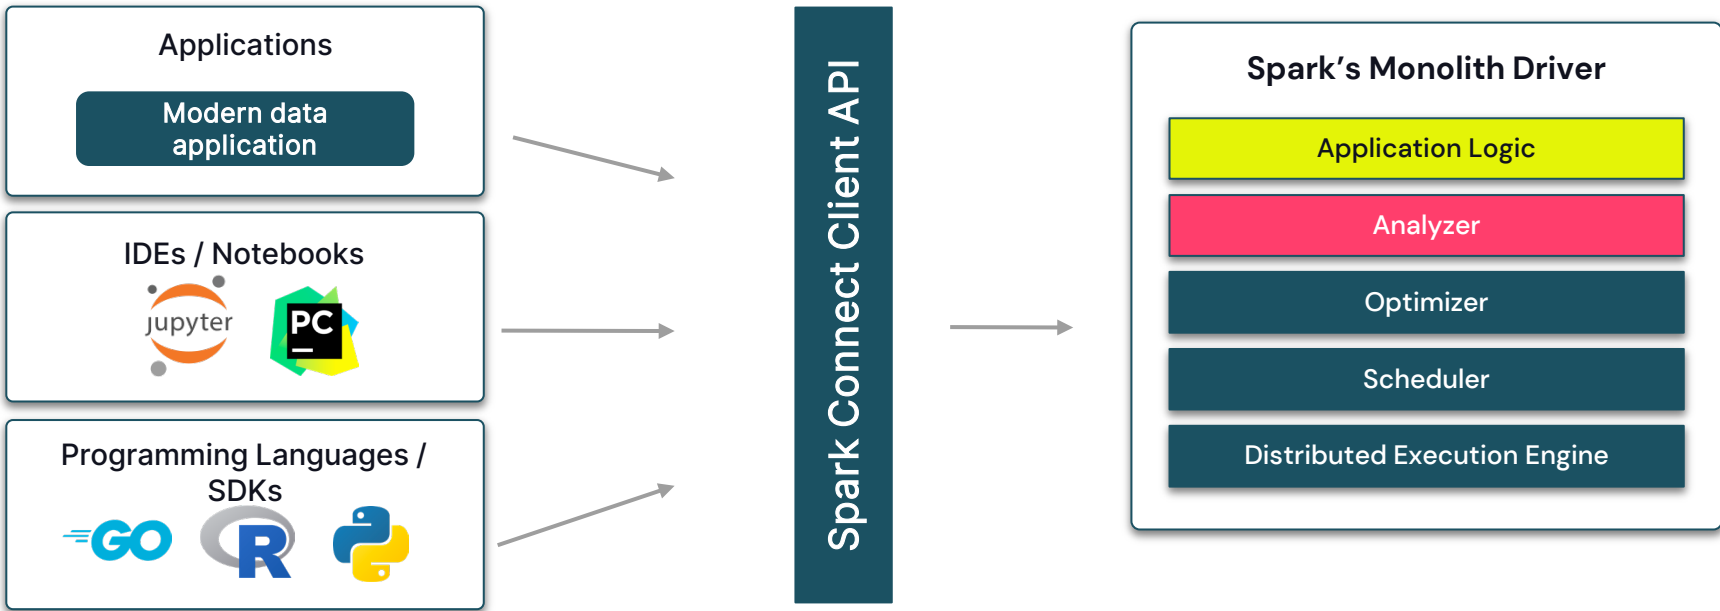 Applications
Modern data
application
IDEs / Notebooks
jupyter
PC
Programming Languages /
SDKs
GO
R
Spark Connect Client API
Spark’s Monolith Driver
Application Logic
Analyzer
Optimizer
Scheduler
Distributed Execution Engine